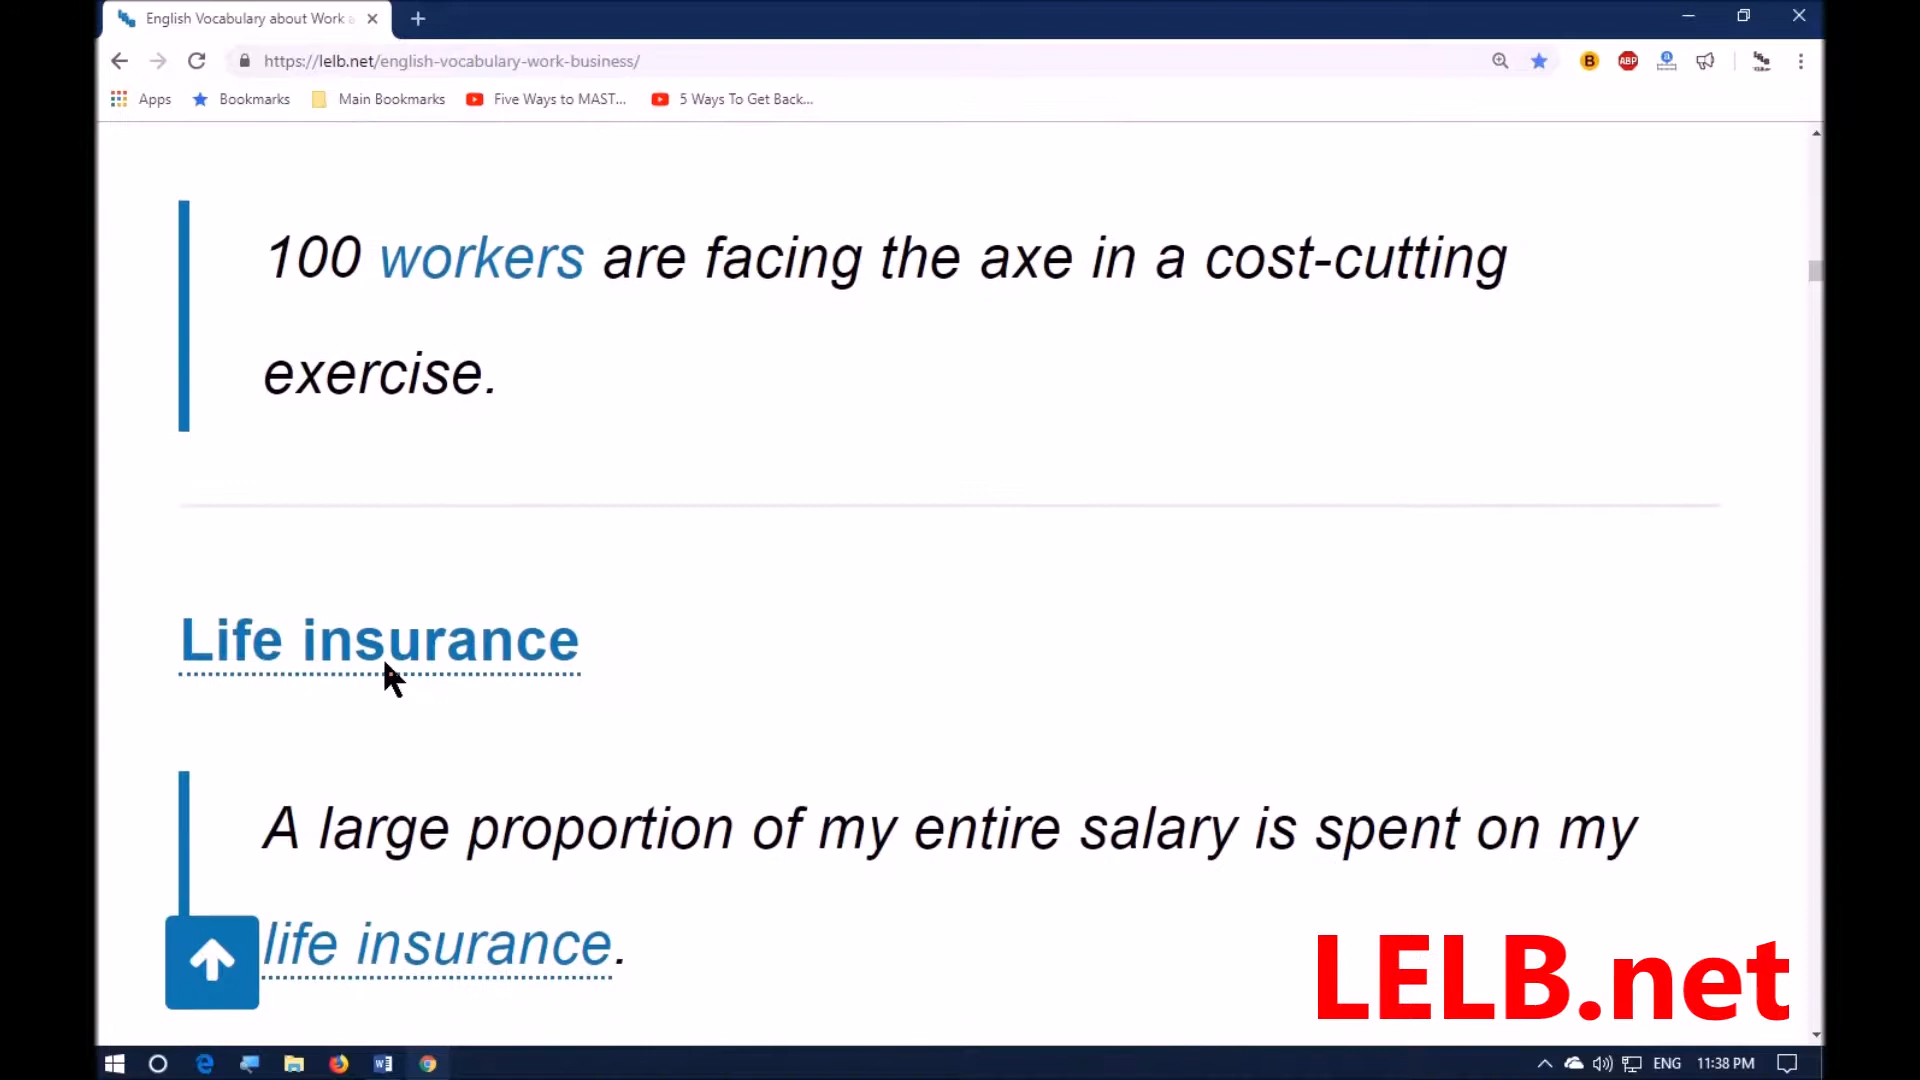 English Vocabulary about Work
https://lelb.net/english-vocabulary-work-business/
B ABP
Apps Bookmarks Main Bookmarks Five Ways to MAST... 5 Ways To Get Back...
100 workers are facing the axe in a cost-cutting
exercise.
Life insurance
A large proportion of my entire salary is spent on my
life insurance.
LELB.net
ENG 11:38 PM